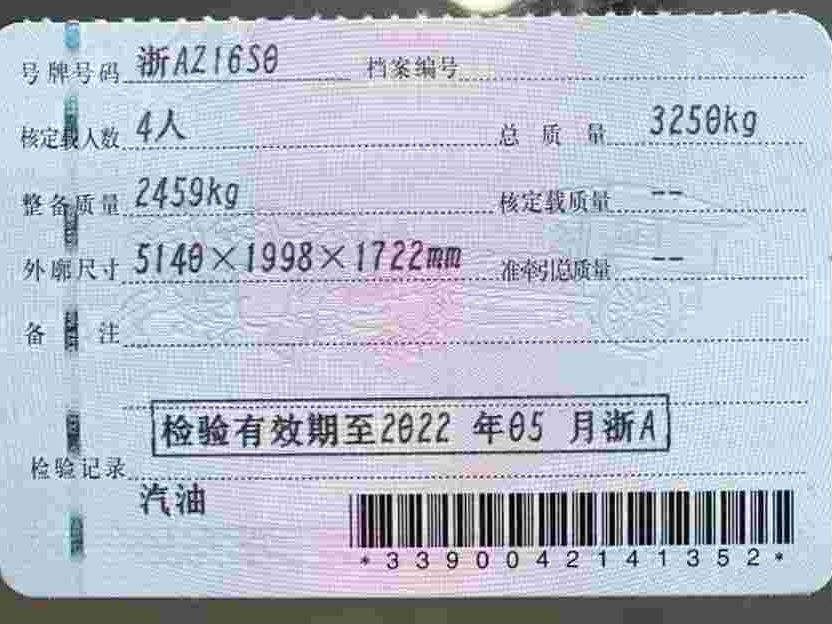 号牌号码 浙AZ16S0 档案编号
核定载人数 4人 总质量 3250kg
整备质量 2459kg 核定载质量 --
外廓尺寸 5140×1998×1722mm 准牵引总质量 --
备注
检验有效期至2022年05月浙A
检验记录
汽油
*3390042141352*